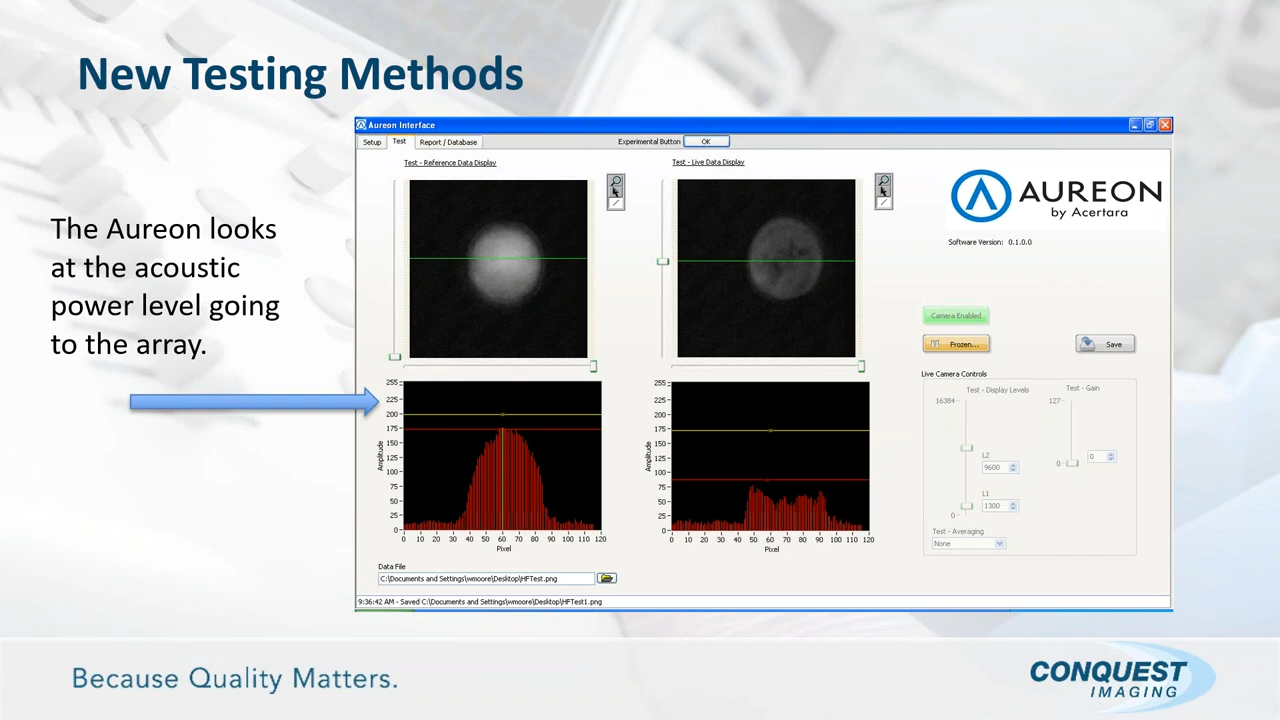 New Testing Methods
The Aureon looks
at the acoustic
power level going
to the array.
Aureon Interface
Setup Test Report / Database
Experimental Button OK
Test - Reference Data Display
Test - Live Data Display
AUREON
by Acertara
Software Version: 0.1.0.0
Camera Enabled
Frozen...
Save
Live Camera Controls
Test - Display Levels
Test - Gain
16384
127
L2
9600
0
0
L1
1300
0
Test - Averaging
None
Amplitude
255
225
200
175
150
125
100
75
50
25
0
0 10 20 30 40 50 60 70 80 90 100 120
Pixel
Amplitude
255
225
200
175
150
125
100
75
50
25
0
0 10 20 30 40 50 60 70 80 90 100 120
Pixel
Data File
C:\Documents and Settings\wmoore\Desktop\HFTest.png
9:36:42 AM - Saved C:\Documents and Settings\wmoore\Desktop\HFTest1.png
Because Quality Matters.
CONQUEST
IMAGING